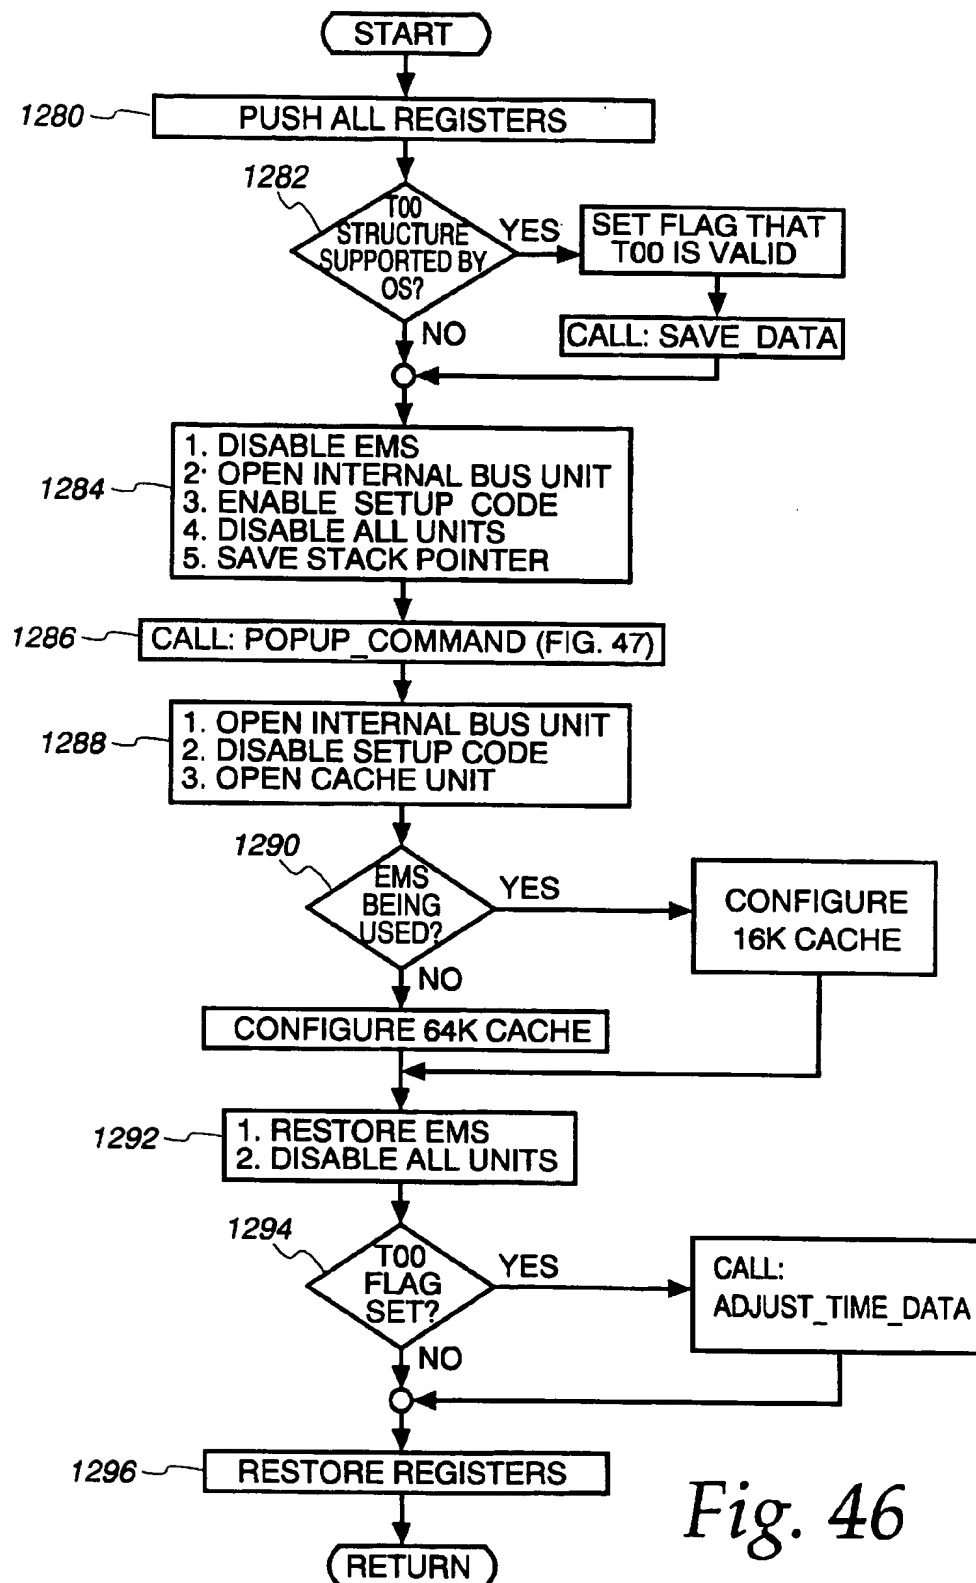 START
1280
PUSH ALL REGISTERS
1282
T00
STRUCTURE
SUPPORTED BY
OS?
YES
SET FLAG THAT
T00 IS VALID
NO
CALL: SAVE_DATA
1284
1. DISABLE EMS
2. OPEN INTERNAL BUS UNIT
3. ENABLE SETUP CODE
4. DISABLE ALL UNITS
5. SAVE STACK POINTER
1286
CALL: POPUP_COMMAND (FIG. 47)
1288
1. OPEN INTERNAL BUS UNIT
2. DISABLE SETUP CODE
3. OPEN CACHE UNIT
1290
EMS
BEING
USED?
YES
CONFIGURE
16K CACHE
NO
CONFIGURE 64K CACHE
1292
1. RESTORE EMS
2. DISABLE ALL UNITS
1294
T00
FLAG
SET?
YES
CALL:
ADJUST_TIME_DATA
NO
1296
RESTORE REGISTERS
RETURN
Fig. 46